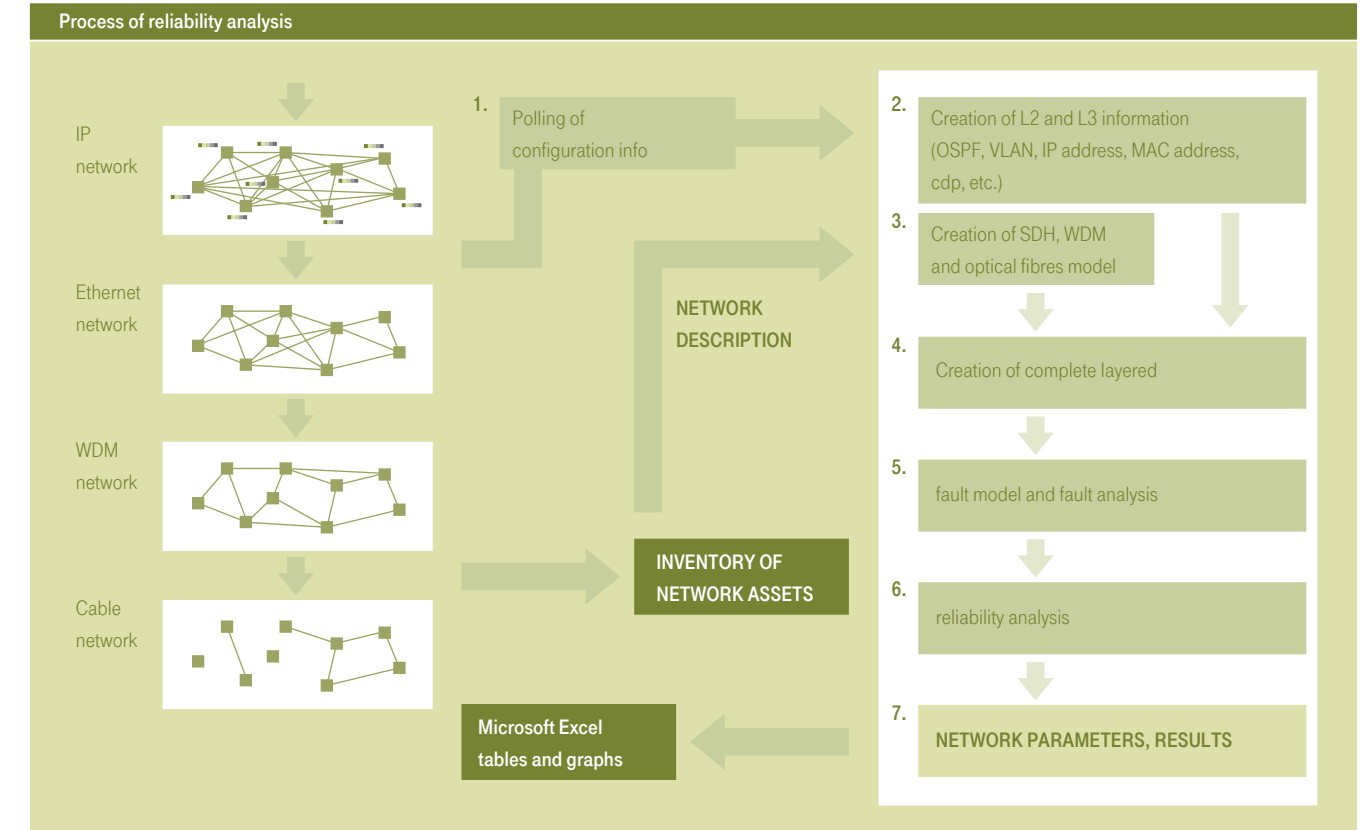 Process of reliability analysis
IP
network
Ethernet
network
WDM
network
Cable
network
1.
Polling of
configuration info
NETWORK
DESCRIPTION
INVENTORY OF
NETWORK ASSETS
Microsoft Excel
tables and graphs
2.
Creation of L2 and L3 information
(OSPF, VLAN, IP address, MAC address,
cdp, etc.)
3.
Creation of SDH, WDM
and optical fibres model
4.
Creation of complete layered
5.
fault model and fault analysis
6.
reliability analysis
7.
NETWORK PARAMETERS, RESULTS